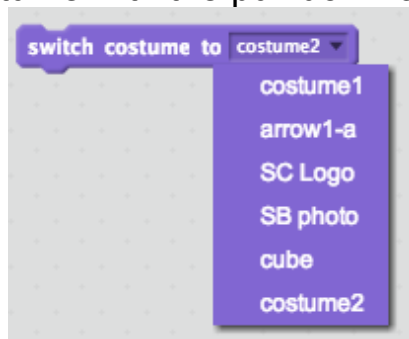 switch costume to costume2
costume1
arrow1-a
SC Logo
SB photo
cube
costume2